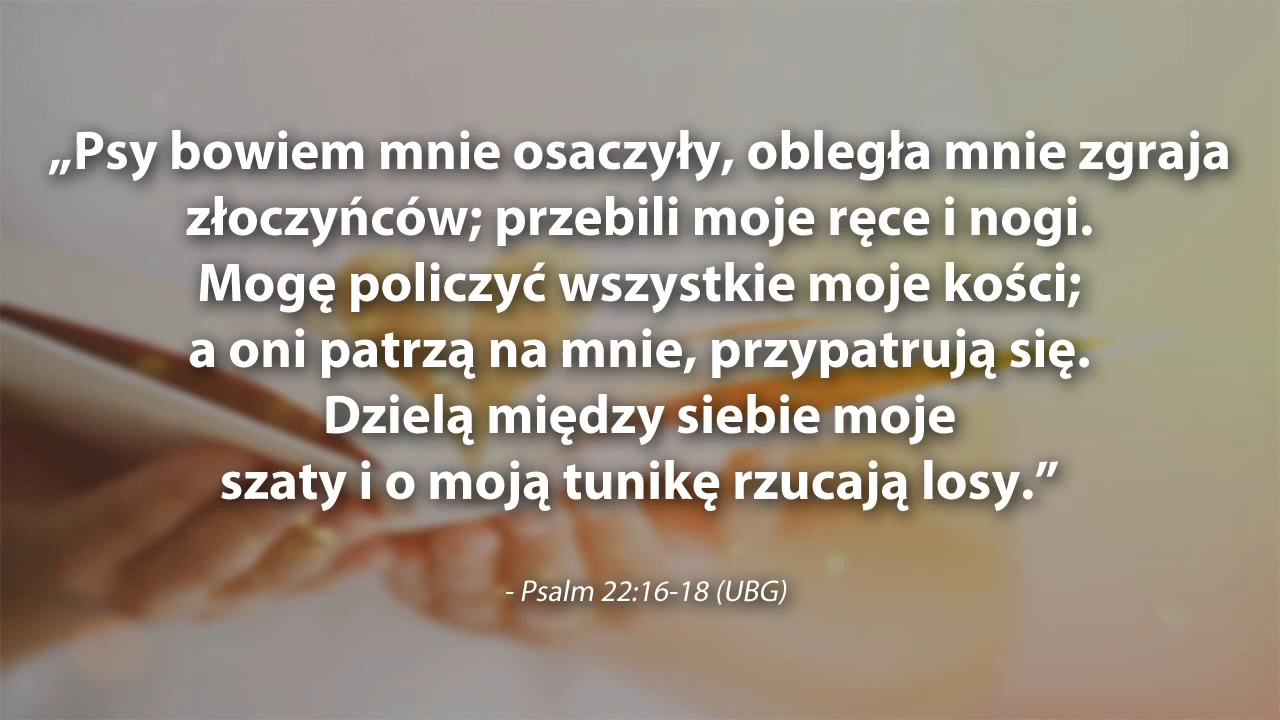 „Psy bowiem mnie osaczyły, obległa mnie zgraja
złoczyńców; przebili moje ręce i nogi.
Mogę policzyć wszystkie moje kości;
a oni patrzą na mnie, przypatrują się.
Dzielą między siebie moje
szaty i o moją tunikę rzucają losy.”
- Psalm 22:16-18 (UBG)